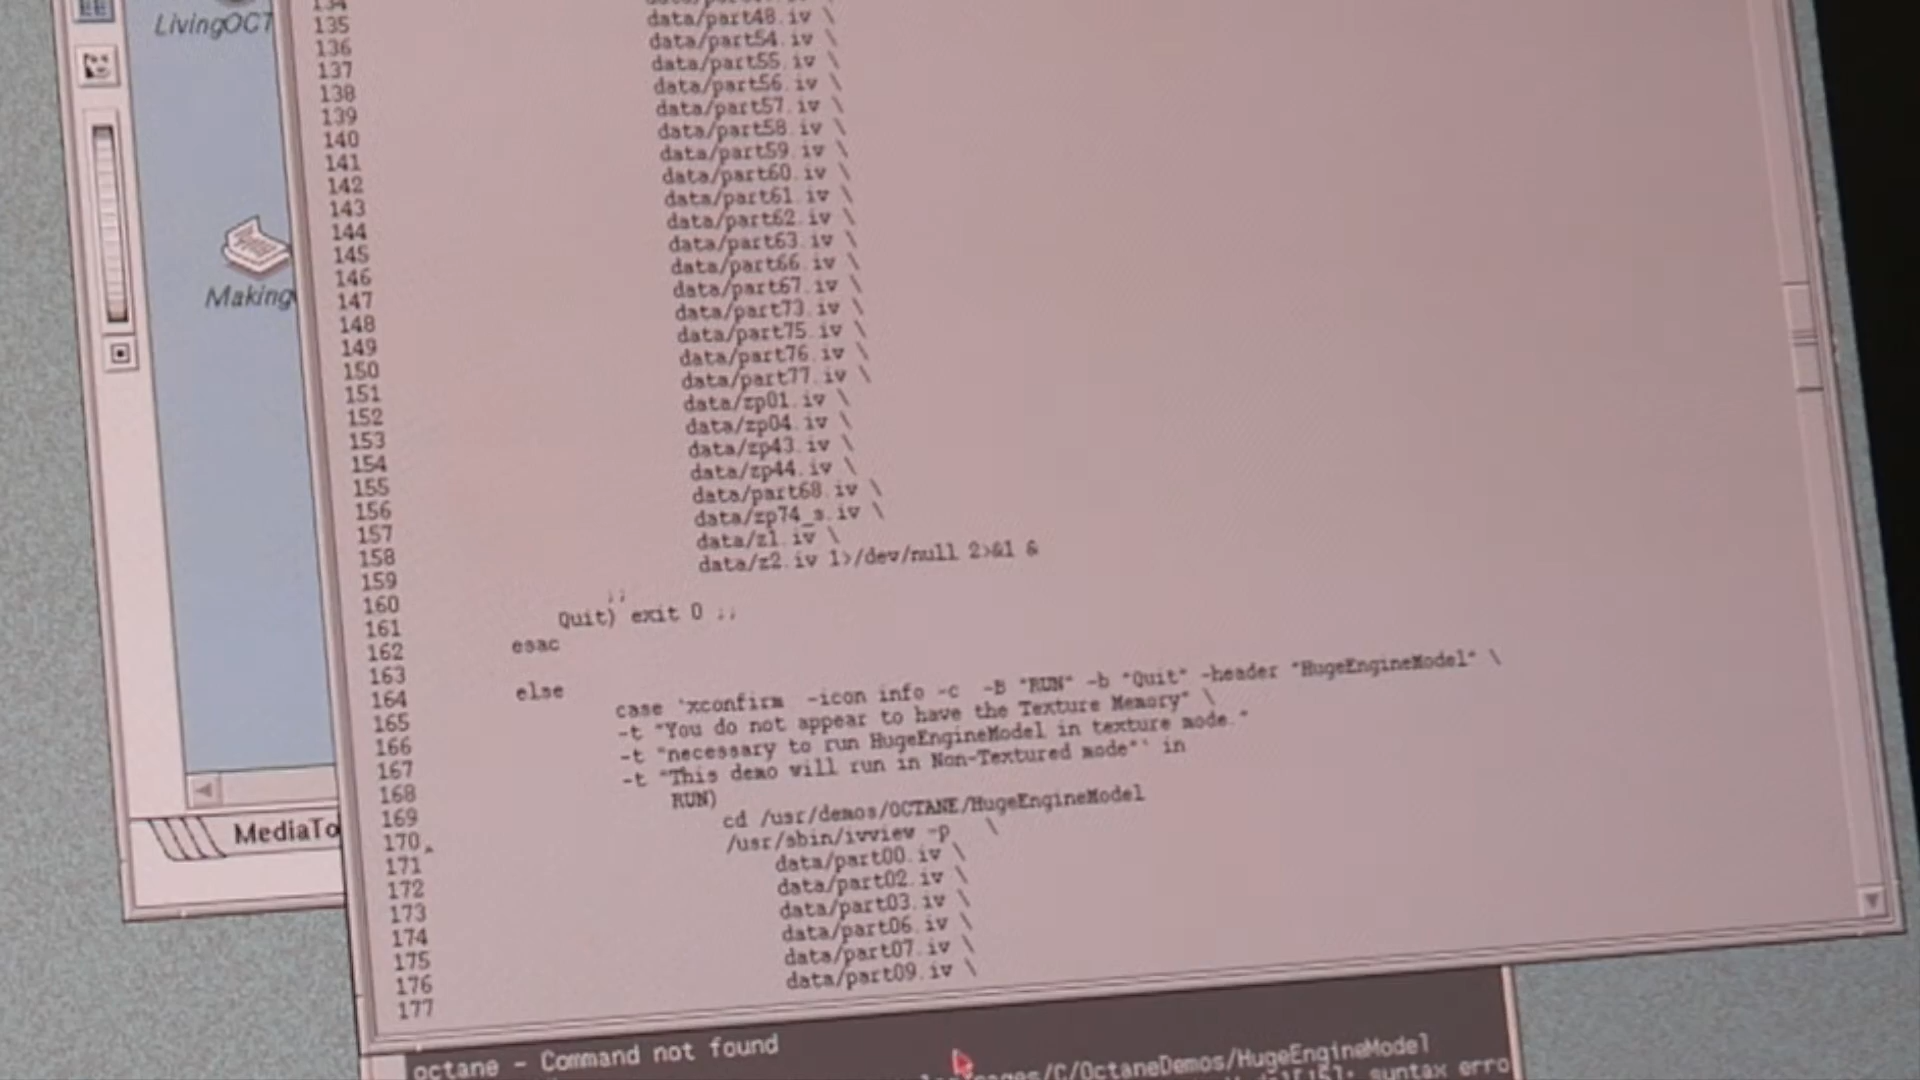 LivingOCT
Making
MediaTo
134
135 data/part48.iv \
136 data/part54.iv \
137 data/part55.iv \
138 data/part56.iv \
139 data/part57.iv \
140 data/part58.iv \
141 data/part59.iv \
142 data/part60.iv \
143 data/part61.iv \
144 data/part62.iv \
145 data/part63.iv \
146 data/part66.iv \
147 data/part67.iv \
148 data/part73.iv \
149 data/part75.iv \
150 data/part76.iv \
151 data/part77.iv \
152 data/zp01.iv \
153 data/zp04.iv \
154 data/zp43.iv \
155 data/zp44.iv \
156 data/part68.iv \
157 data/zp74_s.iv \
158 data/z1.iv \
159 data/z2.iv 1>/dev/null 2>&1 &
160 ;;
161 Quit) exit 0 ;;
162 esac
163
164 else
165 case `xconfirm -icon info -c -B "RUN" -b "Quit" -header "HugeEngineModel" \
166 -t "You do not appear to have the Texture Memory" \
167 -t "necessary to run HugeEngineModel in texture mode."
168 -t "This demo will run in Non-Textured mode"` in
169 RUN)
170 cd /usr/demos/OCTANE/HugeEngineModel
171 /usr/sbin/ivview -p \
172 data/part00.iv \
173 data/part02.iv \
174 data/part03.iv \
175 data/part06.iv \
176 data/part07.iv \
177 data/part09.iv \
octane - Command not found
/C/OctaneDemos/HugeEngineModel
[15]: syntax erro